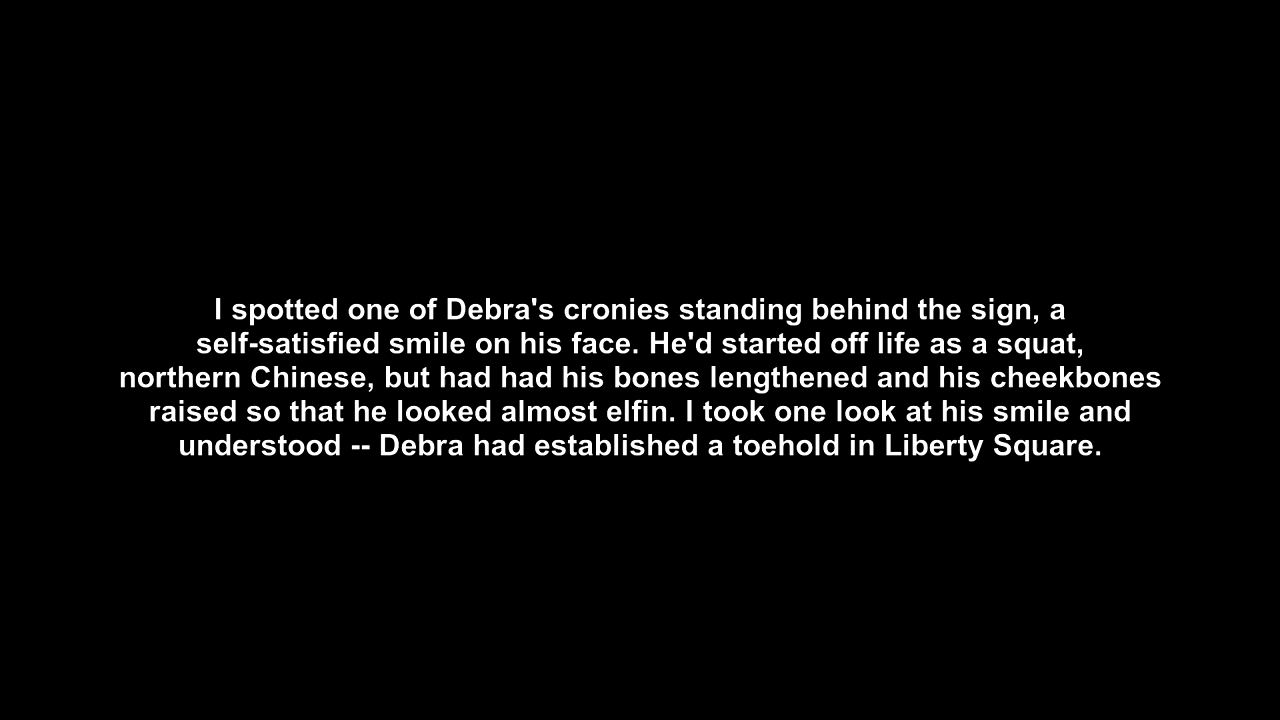 I spotted one of Debra's cronies standing behind the sign, a
self-satisfied smile on his face. He'd started off life as a squat,
northern Chinese, but had had his bones lengthened and his cheekbones
raised so that he looked almost elfin. I took one look at his smile and
understood -- Debra had established a toehold in Liberty Square.